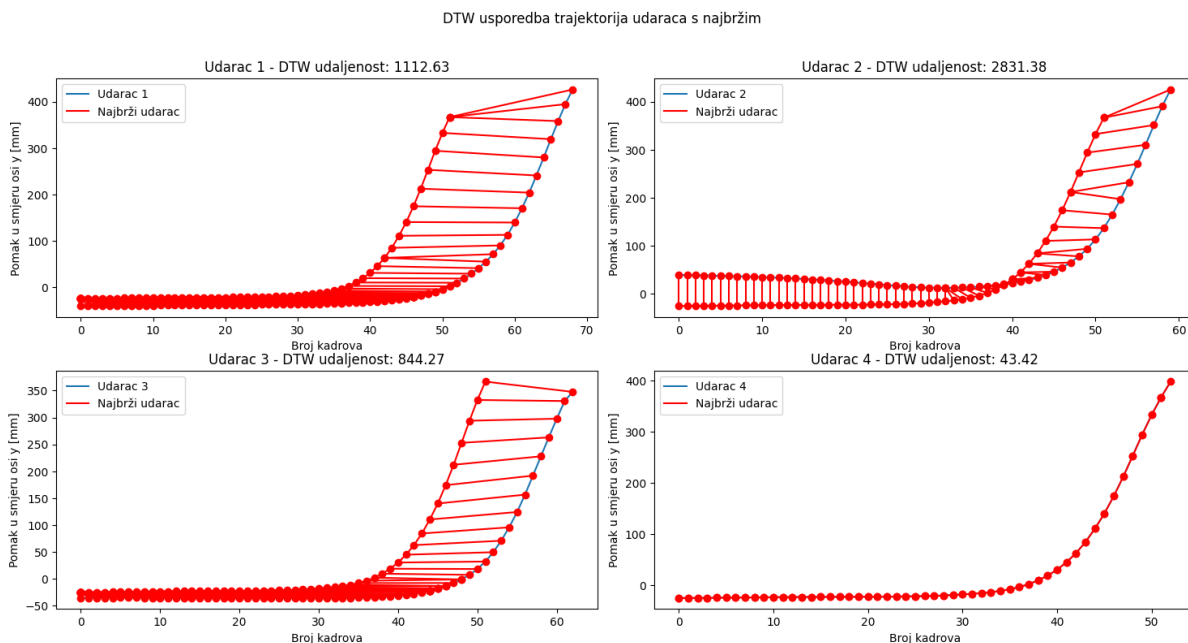 DTW usporedba trajektorija udaraca s najbržim
Udarac 1 - DTW udaljenost: 1112.63
Udarac 1
Najbrži udarac
Pomak u smjeru osi y [mm]
400
300
200
100
0
0 10 20 30 40 50 60 70
Broj kadrova
Udarac 2 - DTW udaljenost: 2831.38
Udarac 2
Najbrži udarac
Pomak u smjeru osi y [mm]
400
300
200
100
0
0 10 20 30 40 50 60
Broj kadrova
Udarac 3 - DTW udaljenost: 844.27
Udarac 3
Najbrži udarac
Pomak u smjeru osi y [mm]
350
300
250
200
150
100
50
0
−50
0 10 20 30 40 50 60
Broj kadrova
Udarac 4 - DTW udaljenost: 43.42
Udarac 4
Najbrži udarac
Pomak u smjeru osi y [mm]
400
300
200
100
0
0 10 20 30 40 50
Broj kadrova